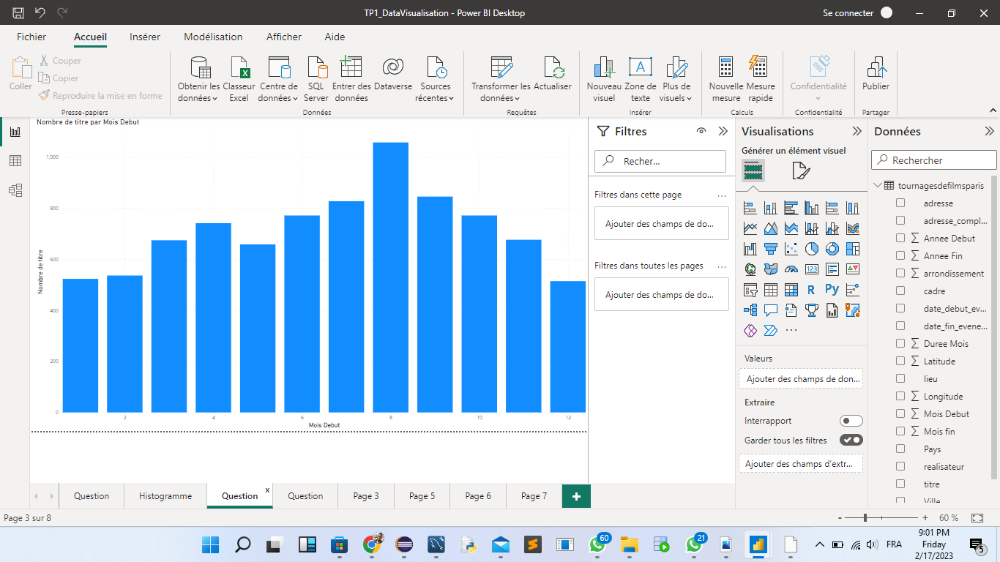 TP1_DataVisualisation - Power BI Desktop
Se connecter
Fichier
Accueil
Insérer
Modélisation
Afficher
Aide
Coller
Couper
Copier
Reproduire la mise en forme
Presse-papiers
Obtenir les données
Classeur Excel
Centre de données
SQL Server
Entrer des données
Dataverse
Sources récentes
Données
Transformer les données
Actualiser
Requêtes
Nouveau visuel
Zone de texte
Plus de visuels
Insérer
Nouvelle mesure
Mesure rapide
Calculs
Confidentialité
Confidentialité
Publier
Partager
Nombre de titre par Mois Debut
1,000
800
600
400
200
0
Nombre de titre
2
4
6
8
10
12
Mois Debut
Filtres
Recher...
Filtres dans cette page
...
Ajouter des champs de do...
Filtres dans toutes les pages
...
Ajouter des champs de do...
Visualisations
Générer un élément visuel
123
R
Py
...
Valeurs
Ajouter des champs de don...
Extraire
Interrapport
Garder tous les filtres
Ajouter des champs d'extr...
Données
Rechercher
tournagesdefilmsparis
adresse
adresse_compl...
Annee Debut
Annee Fin
arrondissement
cadre
date_debut_ev...
date_fin_evene...
Duree Mois
Latitude
lieu
Longitude
Mois Debut
Mois fin
Pays
realisateur
titre
Ville
Question
Histogramme
Question
x
Question
Page 3
Page 5
Page 6
Page 7
+
Page 3 sur 8
- + 60 %
60
21
FRA
9:01 PM
Friday
2/17/2023
5